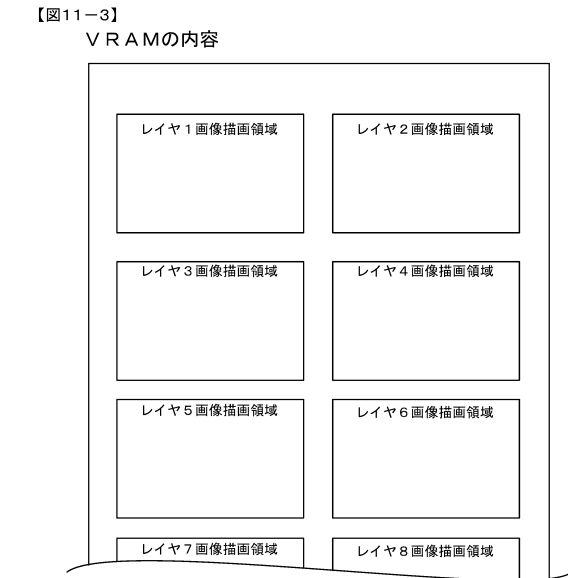 【図11－3】
ＶＲＡＭの内容
レイヤ１画像描画領域
レイヤ２画像描画領域
レイヤ３画像描画領域
レイヤ４画像描画領域
レイヤ５画像描画領域
レイヤ６画像描画領域
レイヤ７画像描画領域
レイヤ８画像描画領域